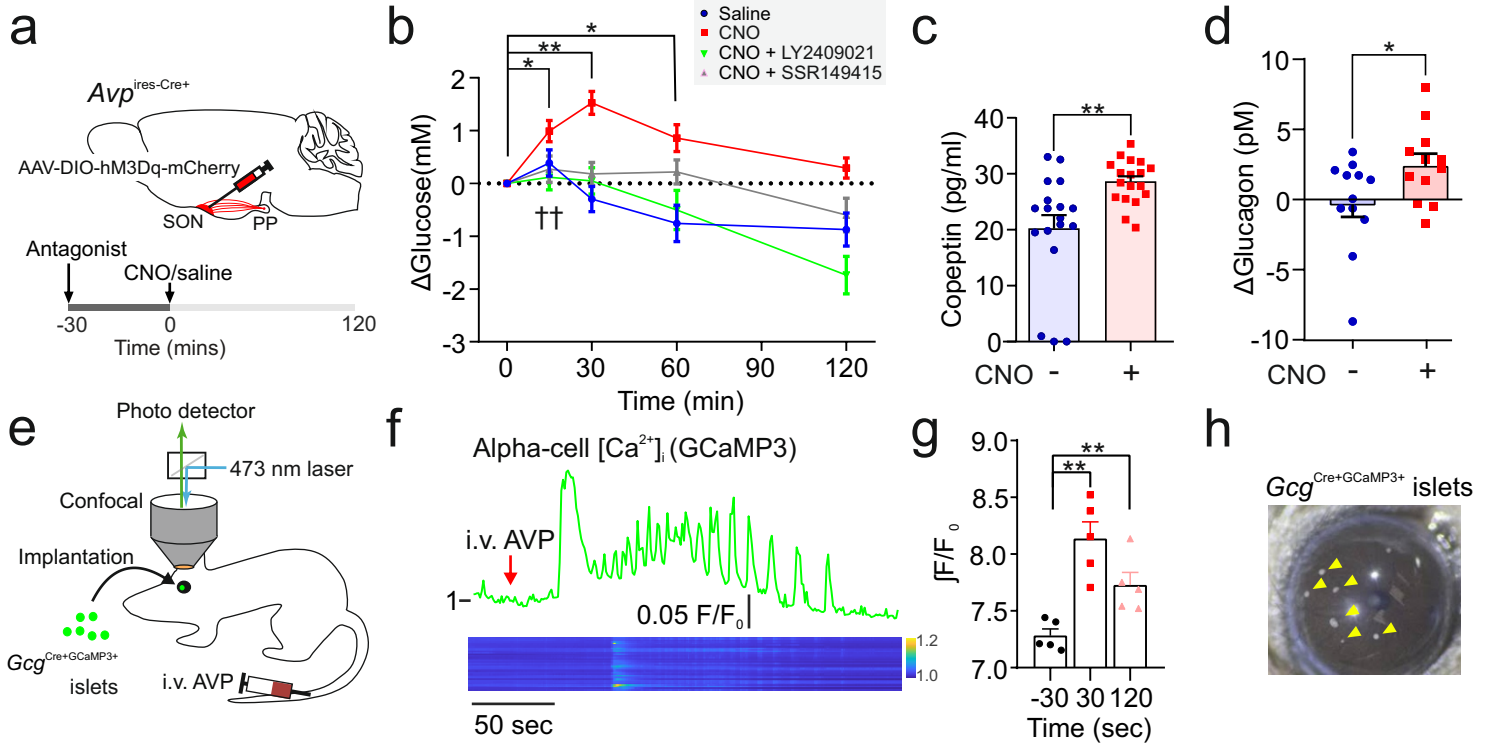 a
Avp^ires-Cre+
AAV-DIO-hM3Dq-mCherry
SON
PP
Antagonist
CNO/saline
-30
0
120
Time (mins)
b
Saline
CNO
CNO + LY2409021
CNO + SSR149415
*
**
*
ΔGlucose(mM)
2
1
0
-1
-2
-3
††
0
30
60
90
120
Time (min)
c
**
Copeptin (pg/ml)
40
30
20
10
0
CNO
-
+
d
*
ΔGlucagon (pM)
10
5
0
-5
-10
CNO
-
+
e
Photo detector
473 nm laser
Confocal
Implantation
Gcg^Cre+GCaMP3+
islets
i.v. AVP
f
Alpha-cell [Ca²⁺]ᵢ (GCaMP3)
i.v. AVP
1
0.05 F/F₀
1.2
1.0
50 sec
g
**
**
∫F/F₀
9.0
8.5
8.0
7.5
7.0
-30
30
120
Time (sec)
h
Gcg^Cre+GCaMP3+ islets